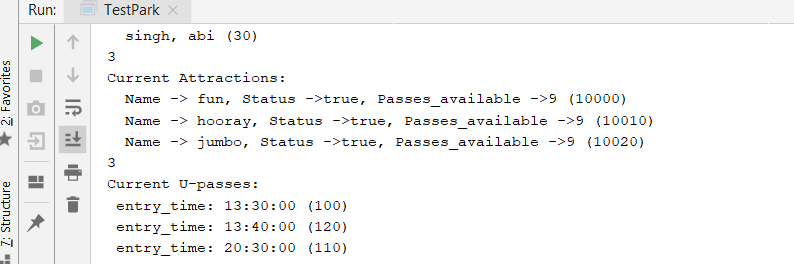 Run: TestPark
singh, abi (30)
3
Current Attractions:
Name -> fun, Status ->true, Passes_available ->9 (10000)
Name -> hooray, Status ->true, Passes_available ->9 (10010)
Name -> jumbo, Status ->true, Passes_available ->9 (10020)
3
Current U-passes:
entry_time: 13:30:00 (100)
entry_time: 13:40:00 (120)
entry_time: 20:30:00 (110)
2: Favorites
7: Structure